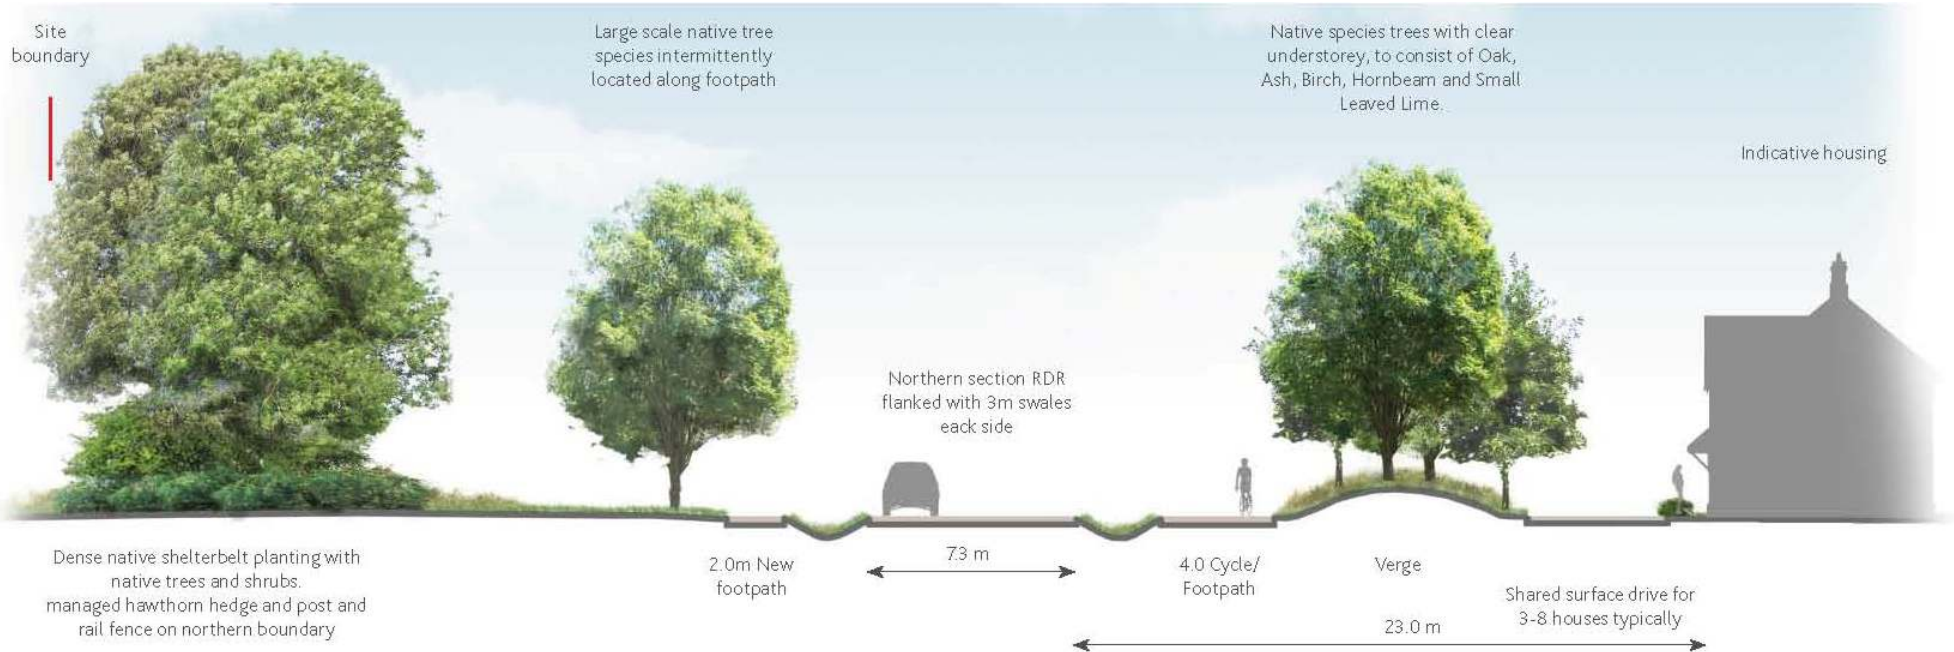 Site
boundary
Large scale native tree
species intermittently
located along footpath
Native species trees with clear
understorey, to consist of Oak,
Ash, Birch, Hornbeam and Small
Leaved Lime.
Indicative housing
Northern section RDR
flanked with 3m swales
eack side
Dense native shelterbelt planting with
native trees and shrubs.
managed hawthorn hedge and post and
rail fence on northern boundary
2.0m New
footpath
7.3 m
4.0 Cycle/
Footpath
Verge
Shared surface drive for
3-8 houses typically
23.0 m